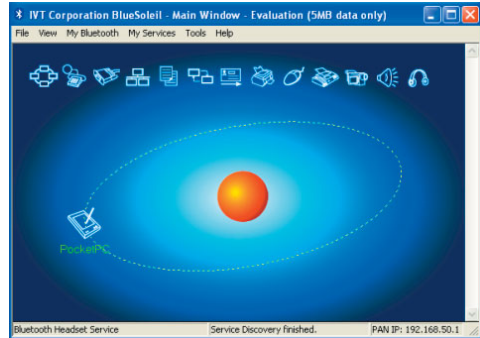 IVT Corporation BlueSoleil - Main Window - Evaluation (5MB data only)
File View My Bluetooth My Services Tools Help
PocketPC
Bluetooth Headset Service Service Discovery finished. PAN IP: 192.168.50.1